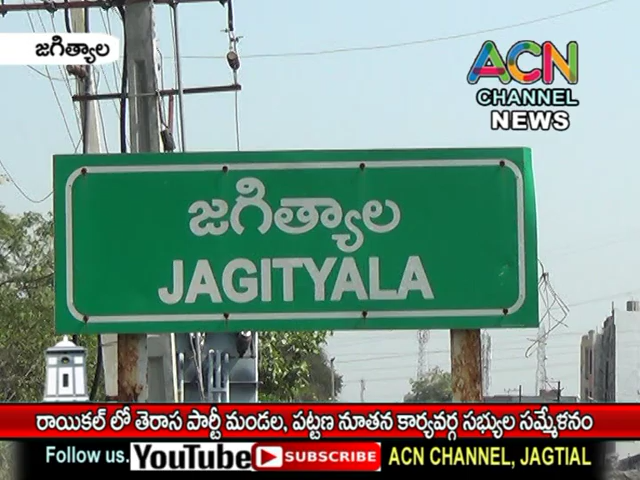 జగిత్యాల
ACN
CHANNEL
NEWS
జగిత్యాల
JAGITYALA
రాయికల్ లో తెరాస పార్టీ మండల, పట్టణ నూతన కార్యవర్గ సభ్యుల సమ్మేళనం
Follow us. YouTube SUBSCRIBE ACN CHANNEL, JAGTIAL